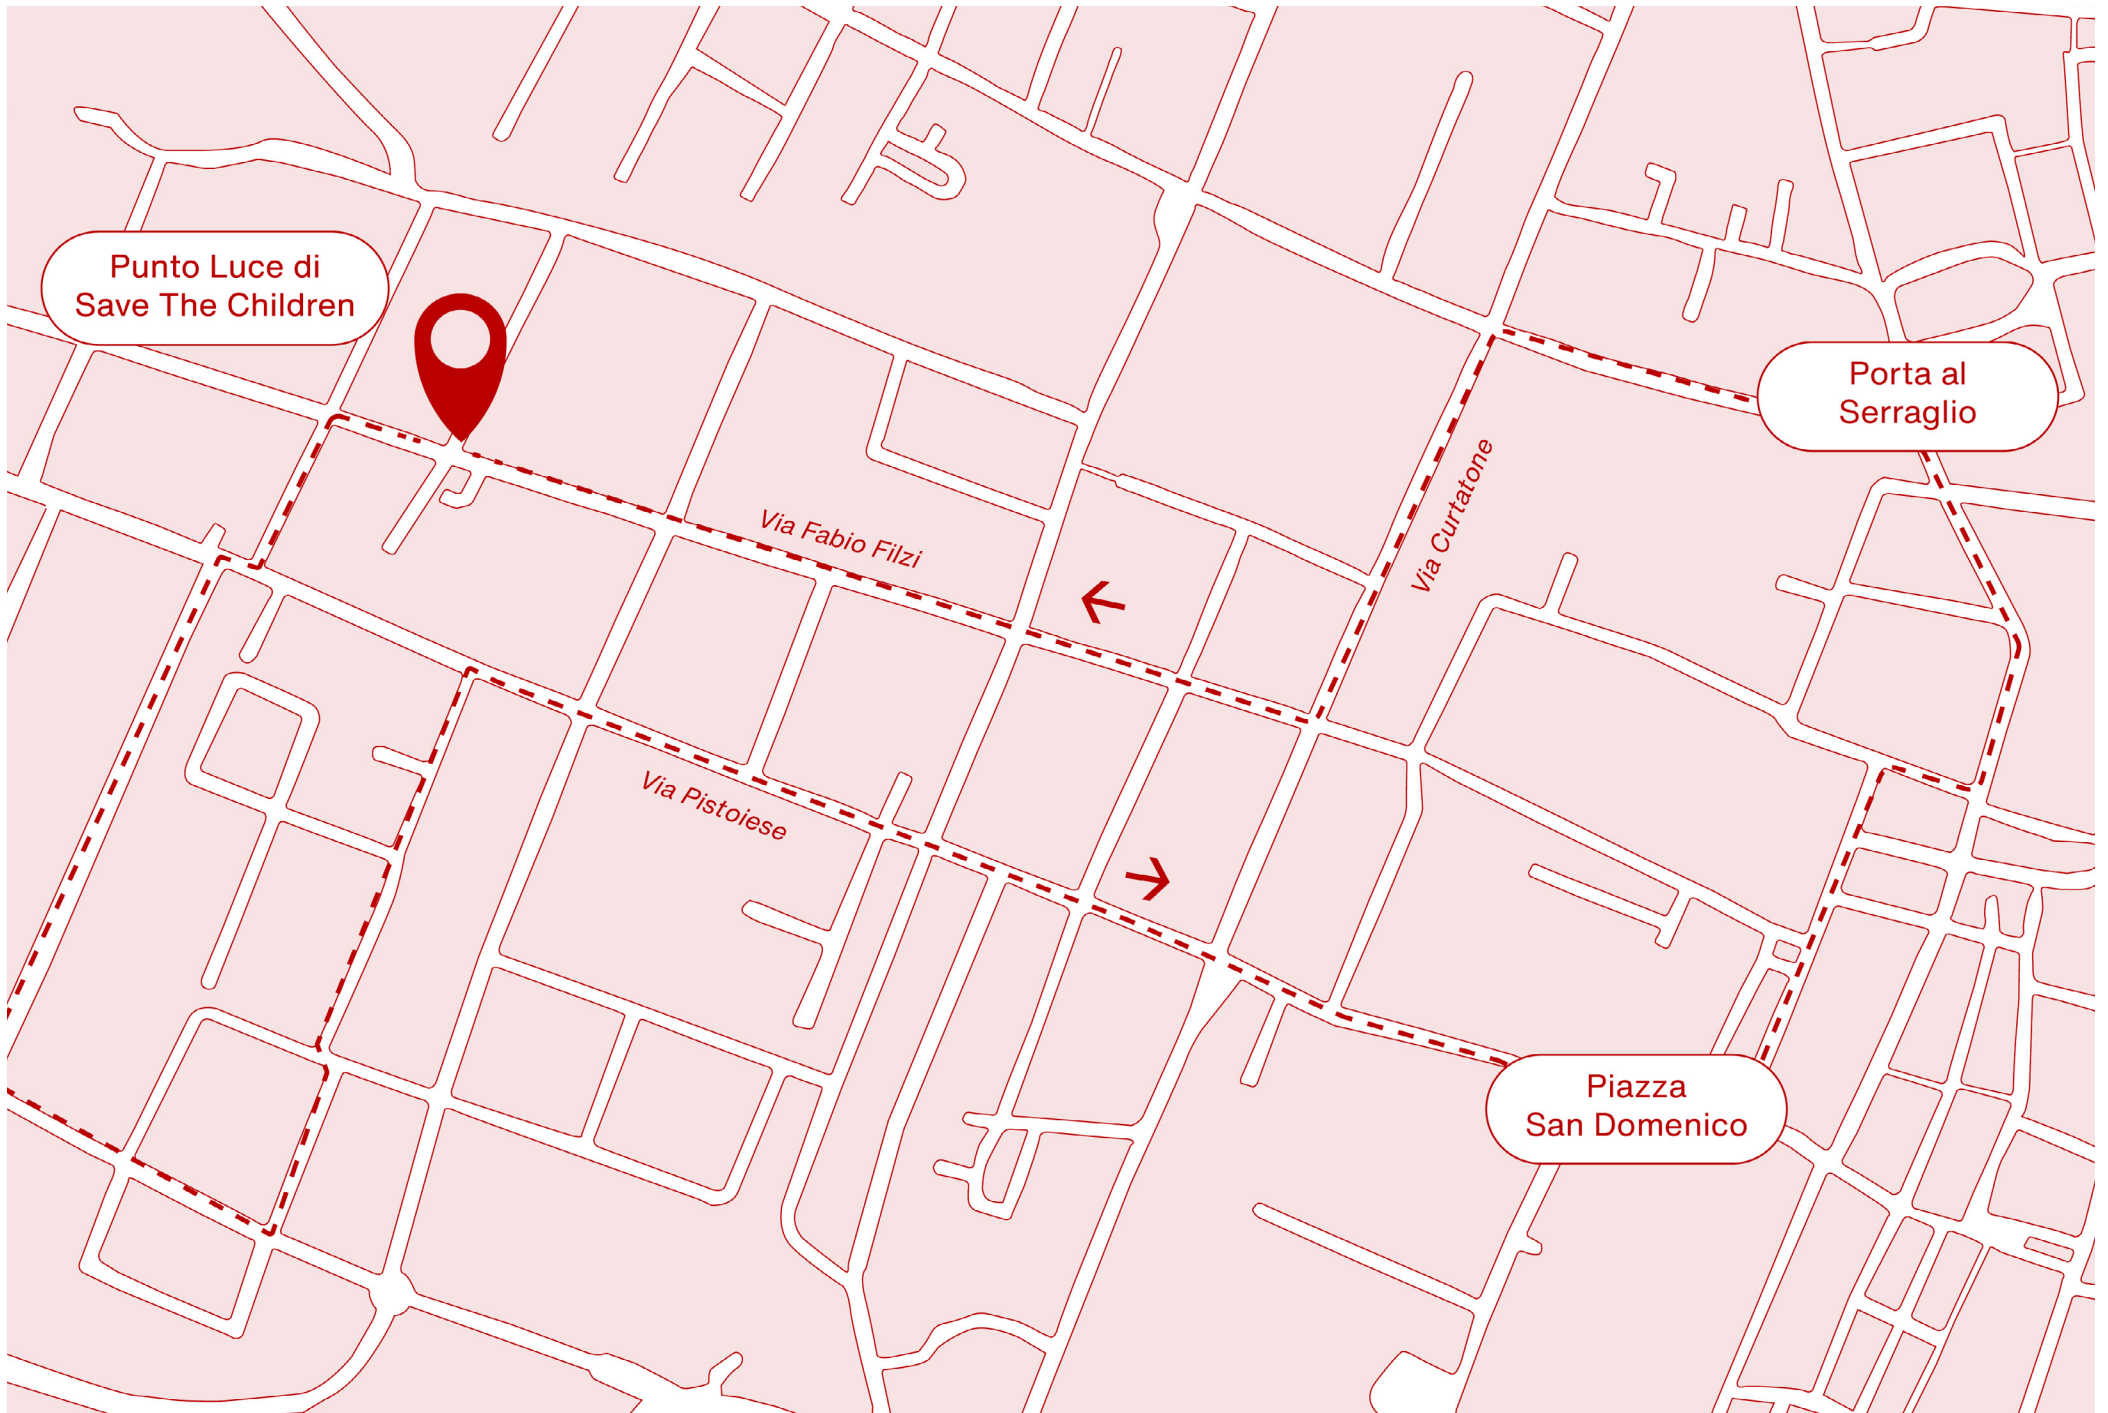 Punto Luce di
Save The Children
Porta al
Serraglio
Via Curtatone
Via Fabio Filzi
Via Pistoiese
Piazza
San Domenico